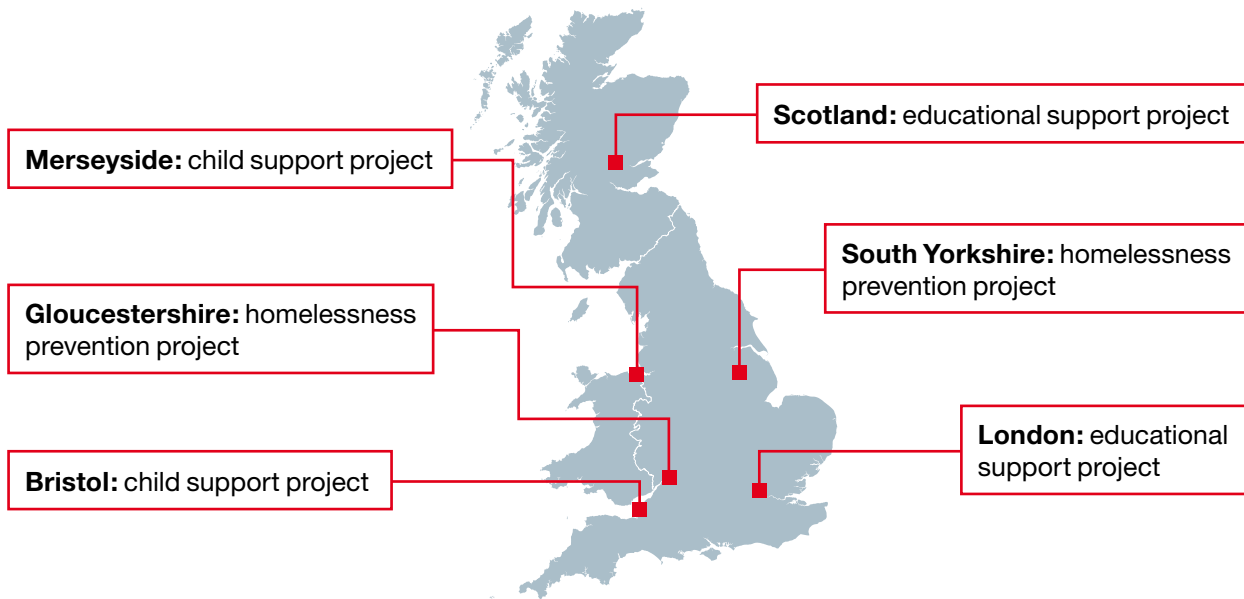 Scotland: educational support project
Merseyside: child support project
South Yorkshire: homelessness
prevention project
Gloucestershire: homelessness
prevention project
London: educational
support project
Bristol: child support project